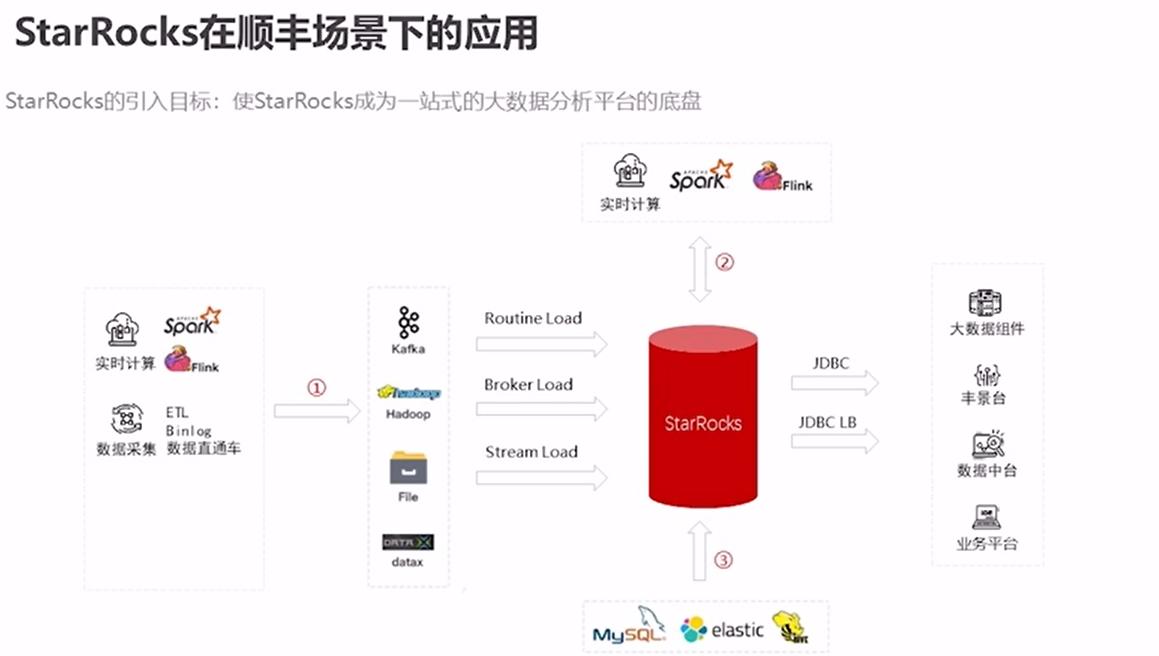 StarRocks在顺丰场景下的应用
StarRocks的引入目标：使StarRocks成为一站式的大数据分析平台的底盘
实时计算
APACHE
Spark
Flink
②
实时计算
APACHE
Spark
Flink
数据采集
ETL
Binlog
数据直通车
①
Kafka
hadoop
Hadoop
File
DATAX
datax
Routine Load
Broker Load
Stream Load
StarRocks
JDBC
JDBC LB
大数据组件
丰景台
数据中台
业务平台
③
MySQL
elastic
HIVE